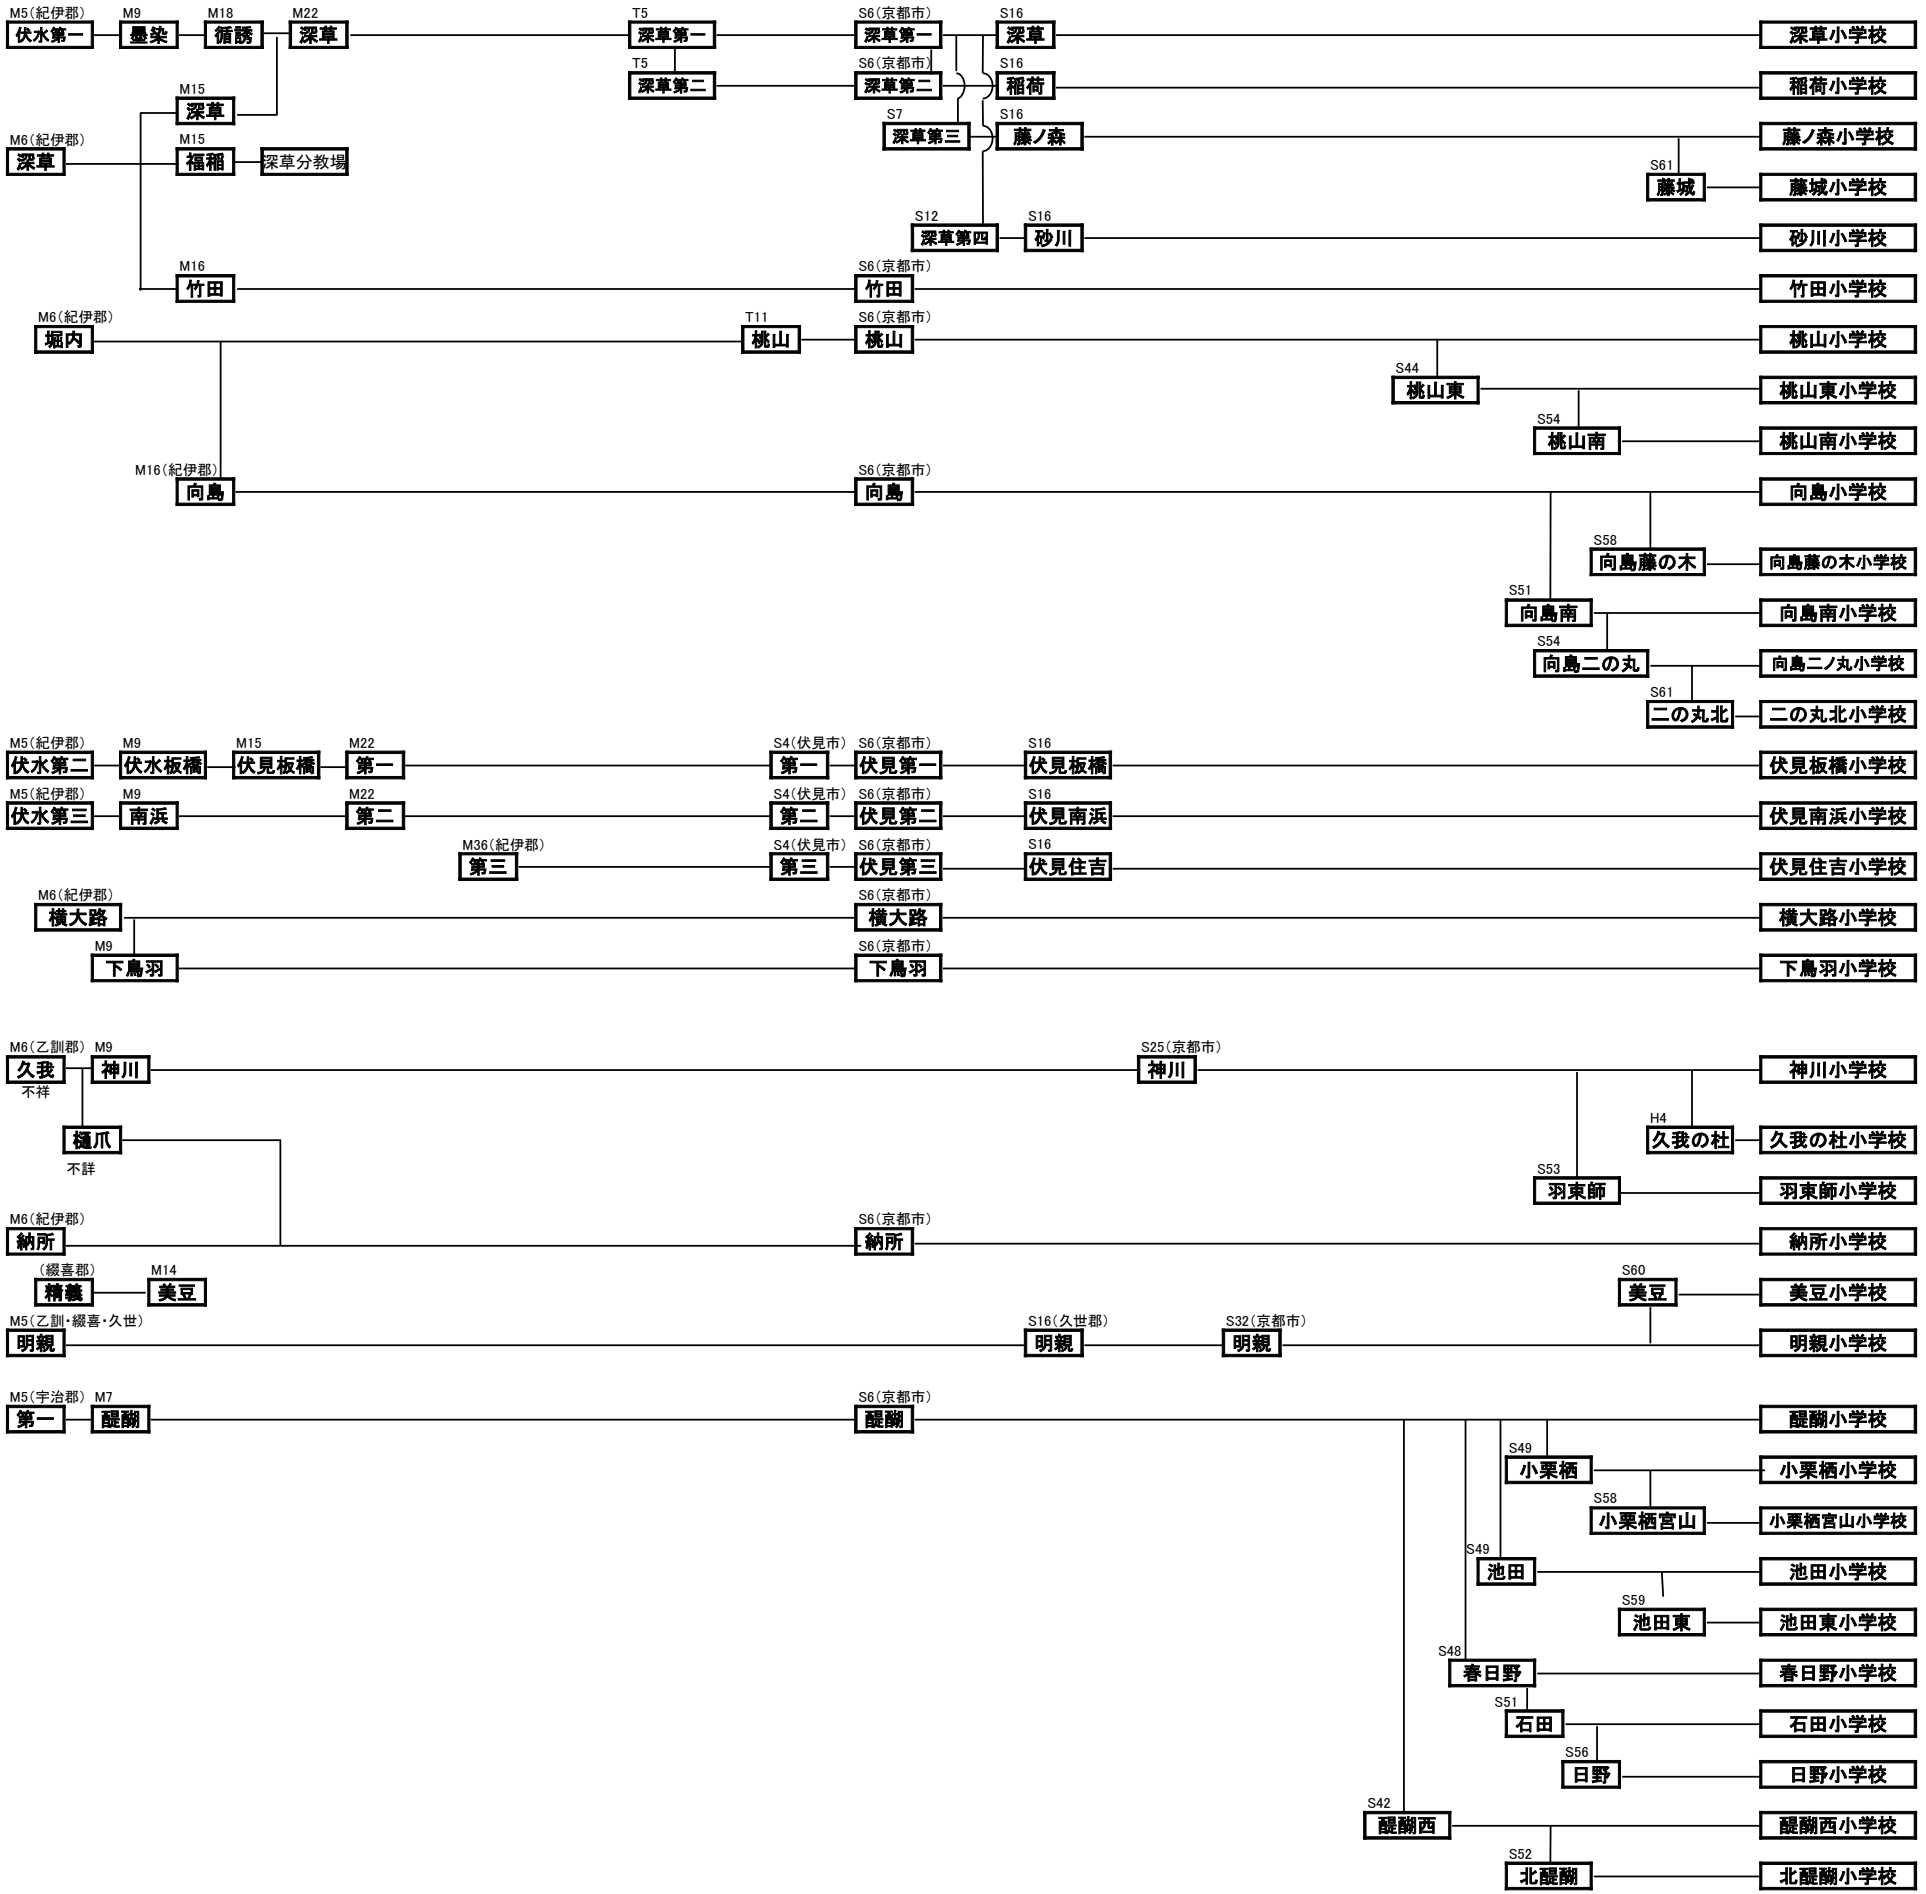 M5(紀伊郡) M9 M18 M22 T5 S6(京都市) S16
伏水第一 墨染 循誘 深草 深草第一 深草第一 深草 深草小学校
T5 S6(京都市) S16
深草第二 深草第二 稲荷 稲荷小学校
M15
深草
S7 S16
深草第三 藤ノ森 藤ノ森小学校
M6(紀伊郡) M15
深草 福稲 深草分教場
S61
藤城 藤城小学校
S12 S16
深草第四 砂川 砂川小学校
M16 S6(京都市)
竹田 竹田 竹田小学校
M6(紀伊郡) T11 S6(京都市)
堀内 桃山 桃山 桃山小学校
S44
桃山東 桃山東小学校
S54
桃山南 桃山南小学校
M16(紀伊郡) S6(京都市)
向島 向島 向島小学校
S58
向島藤の木 向島藤の木小学校
S51
向島南 向島南小学校
S54
向島二の丸 向島二ノ丸小学校
S61
二の丸北 二の丸北小学校
M5(紀伊郡) M9 M15 M22 S4(伏見市) S6(京都市) S16
伏水第二 伏水板橋 伏見板橋 第一 第一 伏見第一 伏見板橋 伏見板橋小学校
M5(紀伊郡) M9 M22 S4(伏見市) S6(京都市) S16
伏水第三 南浜 第二 第二 伏見第二 伏見南浜 伏見南浜小学校
M36(紀伊郡) S4(伏見市) S6(京都市) S16
第三 第三 伏見第三 伏見住吉 伏見住吉小学校
M6(紀伊郡) S6(京都市)
横大路 横大路 横大路小学校
M9 S6(京都市)
下鳥羽 下鳥羽 下鳥羽小学校
M6(乙訓郡) M9 S25(京都市)
久我 神川 神川 神川小学校
不祥
H4
樋爪 久我の杜 久我の杜小学校
不詳
S53
羽束師 羽束師小学校
M6(紀伊郡) S6(京都市)
納所 納所 納所小学校
(綴喜郡) M14 S60
精義 美豆 美豆 美豆小学校
M5(乙訓・綴喜・久世) S16(久世郡) S32(京都市)
明親 明親 明親 明親小学校
M5(宇治郡) M7 S6(京都市)
第一 醍醐 醍醐 醍醐小学校
S49
小栗栖 小栗栖小学校
S58
小栗栖宮山 小栗栖宮山小学校
S49
池田 池田小学校
S59
池田東 池田東小学校
S48
春日野 春日野小学校
S51
石田 石田小学校
S56
日野 日野小学校
S42
醍醐西 醍醐西小学校
S52
北醍醐 北醍醐小学校